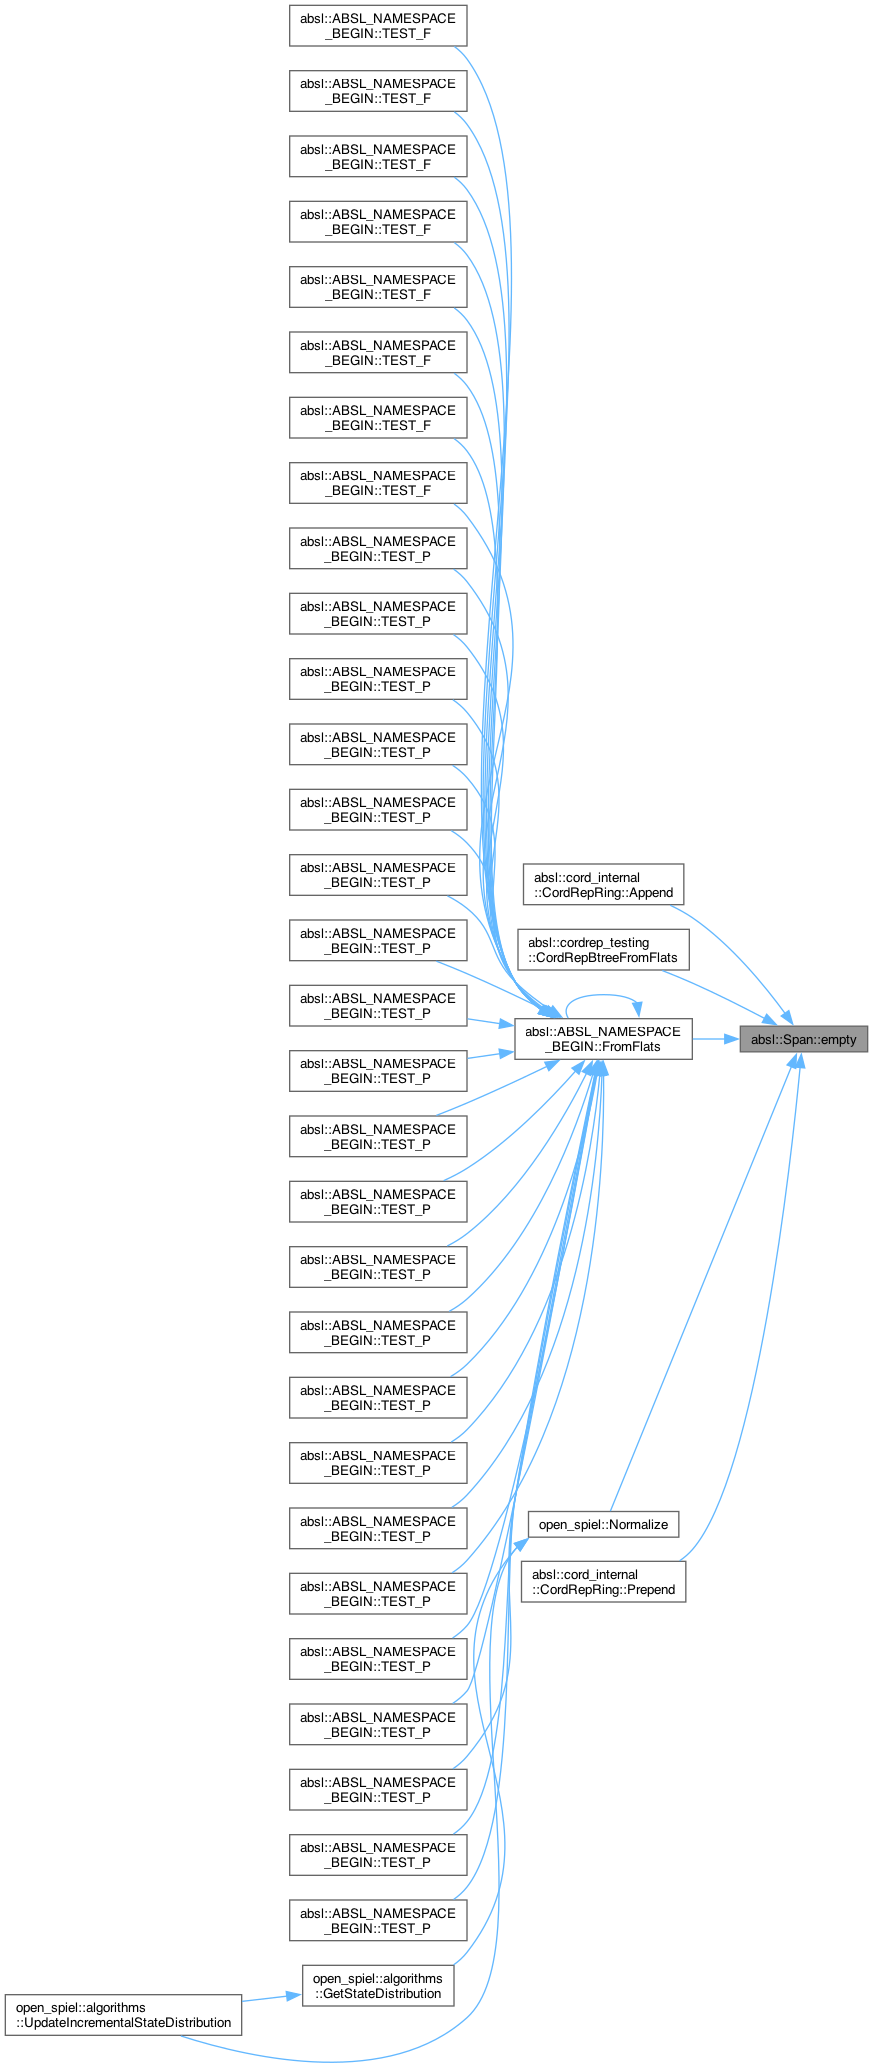 absl::ABSL_NAMESPACE
_BEGIN::TEST_F
absl::ABSL_NAMESPACE
_BEGIN::TEST_F
absl::ABSL_NAMESPACE
_BEGIN::TEST_F
absl::ABSL_NAMESPACE
_BEGIN::TEST_F
absl::ABSL_NAMESPACE
_BEGIN::TEST_F
absl::ABSL_NAMESPACE
_BEGIN::TEST_F
absl::ABSL_NAMESPACE
_BEGIN::TEST_F
absl::ABSL_NAMESPACE
_BEGIN::TEST_F
absl::ABSL_NAMESPACE
_BEGIN::TEST_P
absl::ABSL_NAMESPACE
_BEGIN::TEST_P
absl::ABSL_NAMESPACE
_BEGIN::TEST_P
absl::ABSL_NAMESPACE
_BEGIN::TEST_P
absl::ABSL_NAMESPACE
_BEGIN::TEST_P
absl::ABSL_NAMESPACE
_BEGIN::TEST_P
absl::ABSL_NAMESPACE
_BEGIN::TEST_P
absl::ABSL_NAMESPACE
_BEGIN::TEST_P
absl::ABSL_NAMESPACE
_BEGIN::TEST_P
absl::ABSL_NAMESPACE
_BEGIN::TEST_P
absl::ABSL_NAMESPACE
_BEGIN::TEST_P
absl::ABSL_NAMESPACE
_BEGIN::TEST_P
absl::ABSL_NAMESPACE
_BEGIN::TEST_P
absl::ABSL_NAMESPACE
_BEGIN::TEST_P
absl::ABSL_NAMESPACE
_BEGIN::TEST_P
absl::ABSL_NAMESPACE
_BEGIN::TEST_P
absl::ABSL_NAMESPACE
_BEGIN::TEST_P
absl::ABSL_NAMESPACE
_BEGIN::TEST_P
absl::ABSL_NAMESPACE
_BEGIN::TEST_P
absl::ABSL_NAMESPACE
_BEGIN::TEST_P
absl::ABSL_NAMESPACE
_BEGIN::TEST_P
absl::ABSL_NAMESPACE
_BEGIN::TEST_P
open_spiel::algorithms
::GetStateDistribution
open_spiel::algorithms
::UpdateIncrementalStateDistribution
absl::cord_internal
::CordRepRing::Append
absl::cordrep_testing
::CordRepBtreeFromFlats
absl::ABSL_NAMESPACE
_BEGIN::FromFlats
absl::Span::empty
open_spiel::Normalize
absl::cord_internal
::CordRepRing::Prepend